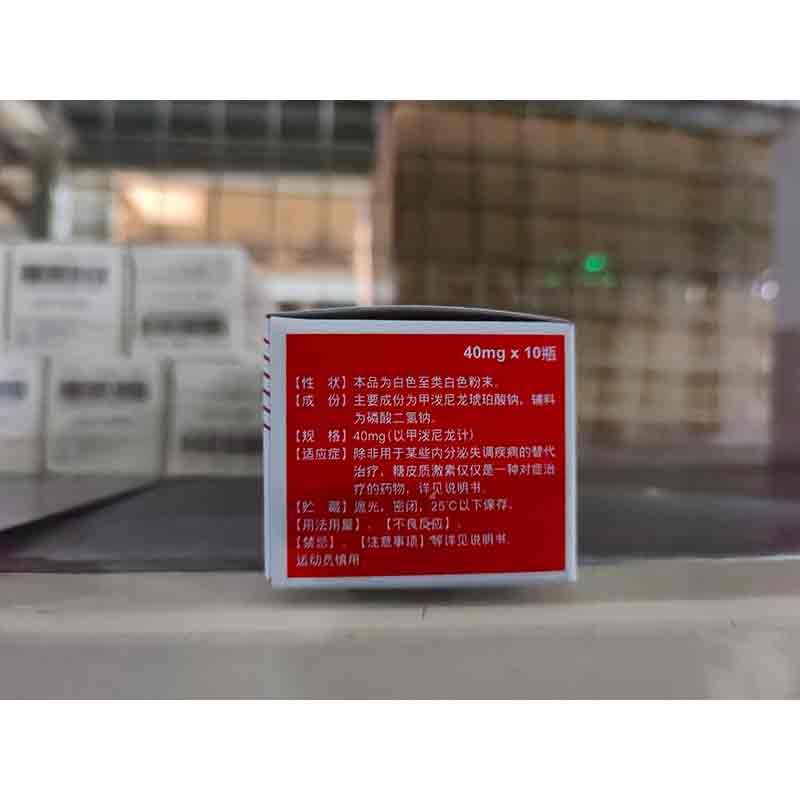 40mg x 10瓶
【性 状】本品为白色至类白色粉末。
【成 份】主要成份为甲泼尼龙琥珀酸钠，辅料
为磷酸二氢钠。
【规 格】40mg(以甲泼尼龙计)
【适应症】除非用于某些内分泌失调疾病的替代
治疗，糖皮质激素仅仅是一种对症治
疗的药物，详见说明书。
【贮 藏】遮光，密闭，25℃以下保存。
【用法用量】、【不良反应】、
【禁忌】、【注意事项】等详见说明书。
运动员慎用